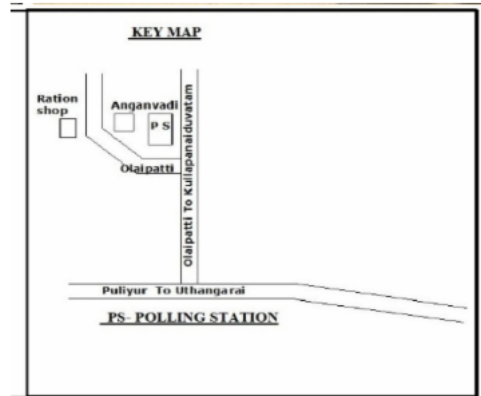 KEY MAP
Ration
shop
Anganvadi
P S
Olaipatti
Olaipatti To Kullapanaiduvatam
Puliyur To Uthangarai
PS- POLLING STATION